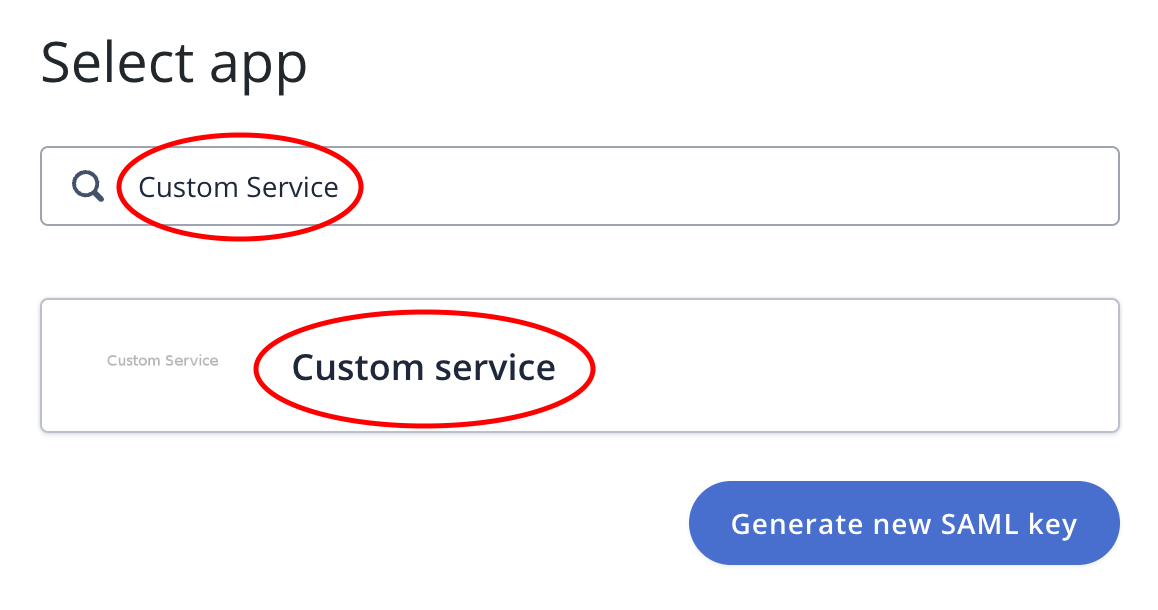 Select app
Custom Service
Custom Service
Custom service
Generate new SAML key